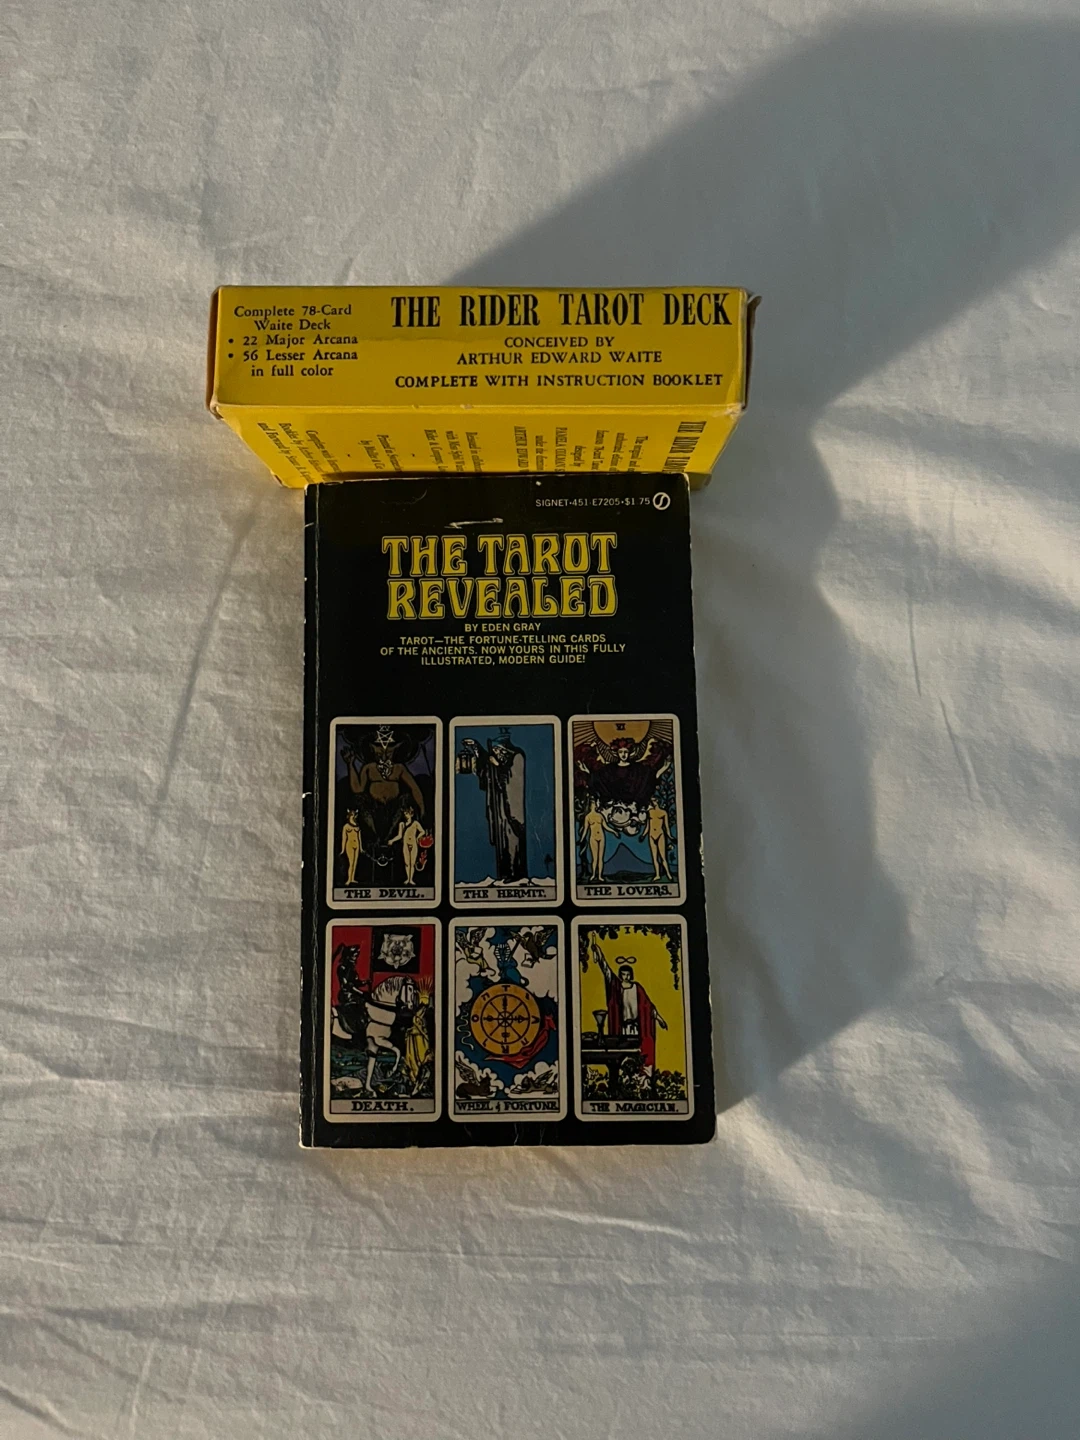 Complete 78-Card
Waite Deck
• 22 Major Arcana
• 56 Lesser Arcana
in full color
THE RIDER TAROT DECK
CONCEIVED BY
ARTHUR EDWARD WAITE
COMPLETE WITH INSTRUCTION BOOKLET
SIGNET•451-E7205•$1.75
THE TAROT
REVEALED
BY EDEN GRAY
TAROT—THE FORTUNE-TELLING CARDS
OF THE ANCIENTS. NOW YOURS IN THIS FULLY
ILLUSTRATED, MODERN GUIDE!
IX
VI
THE DEVIL.
THE HERMIT.
THE LOVERS.
I
DEATH.
WHEEL of FORTUNE.
THE MAGICIAN.